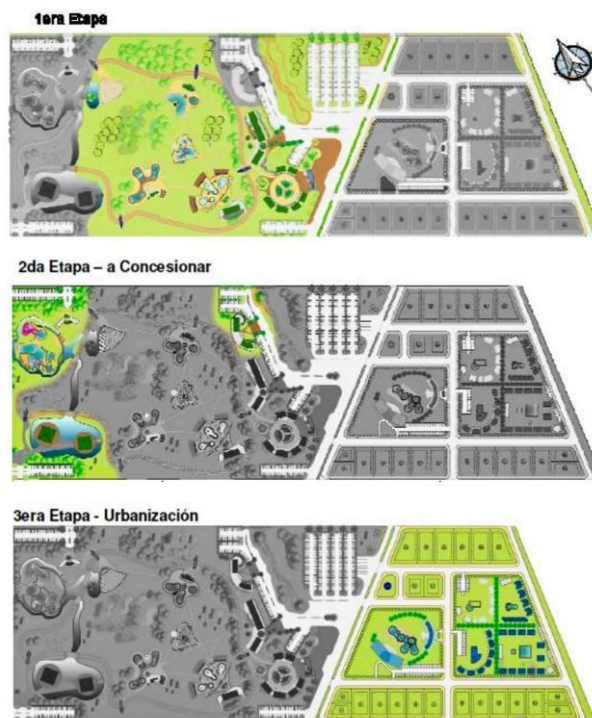 1era Etapa
2da Etapa – a Concesionar
3era Etapa - Urbanización